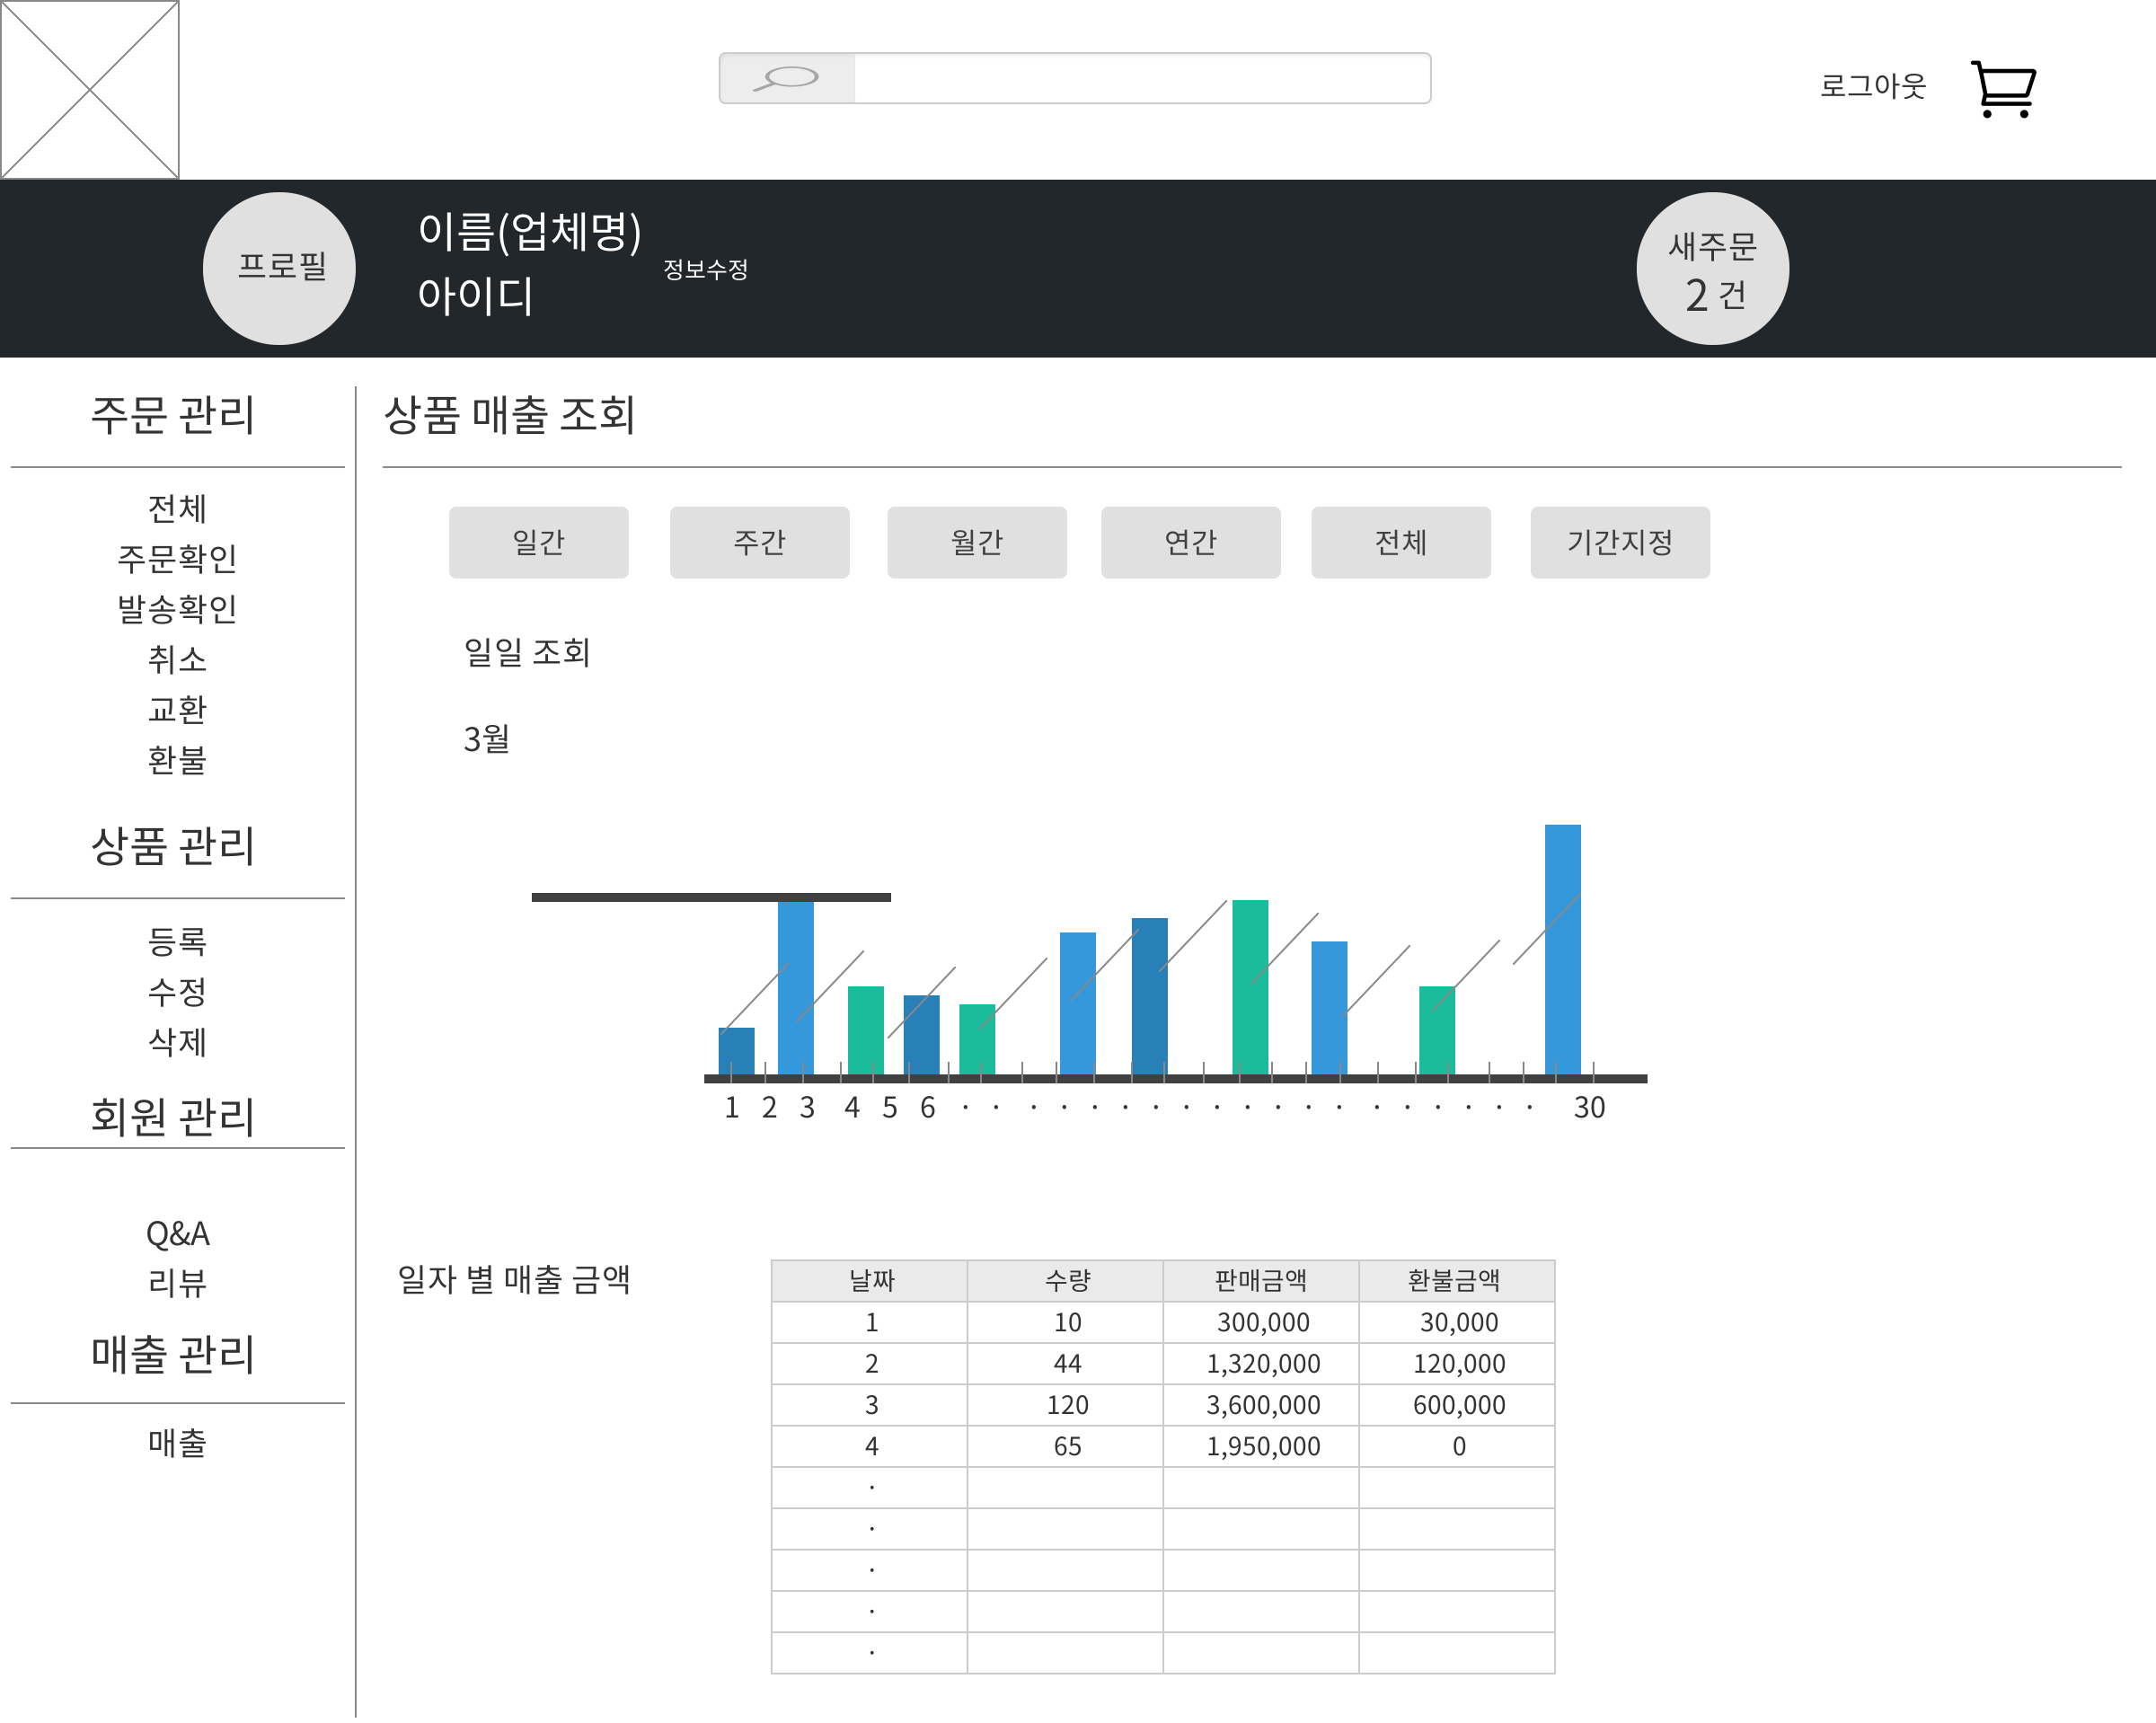 로그아웃
프로필
이름(업체명)
아이디
정보수정
새주문
2 건
주문 관리
전체
주문확인
발송확인
취소
교환
환불
상품 관리
등록
수정
삭제
회원 관리
Q&A
리뷰
매출 관리
매출
상품 매출 조회
일간 주간 월간 연간 전체 기간지정
일일 조회
3월
1 2 3 4 5 6 · · · · · · · · · · · · · · · · · · · 30
일자 별 매출 금액
날짜 수량 판매금액 환불금액
1 10 300,000 30,000
2 44 1,320,000 120,000
3 120 3,600,000 600,000
4 65 1,950,000 0
·
·
·
·
·